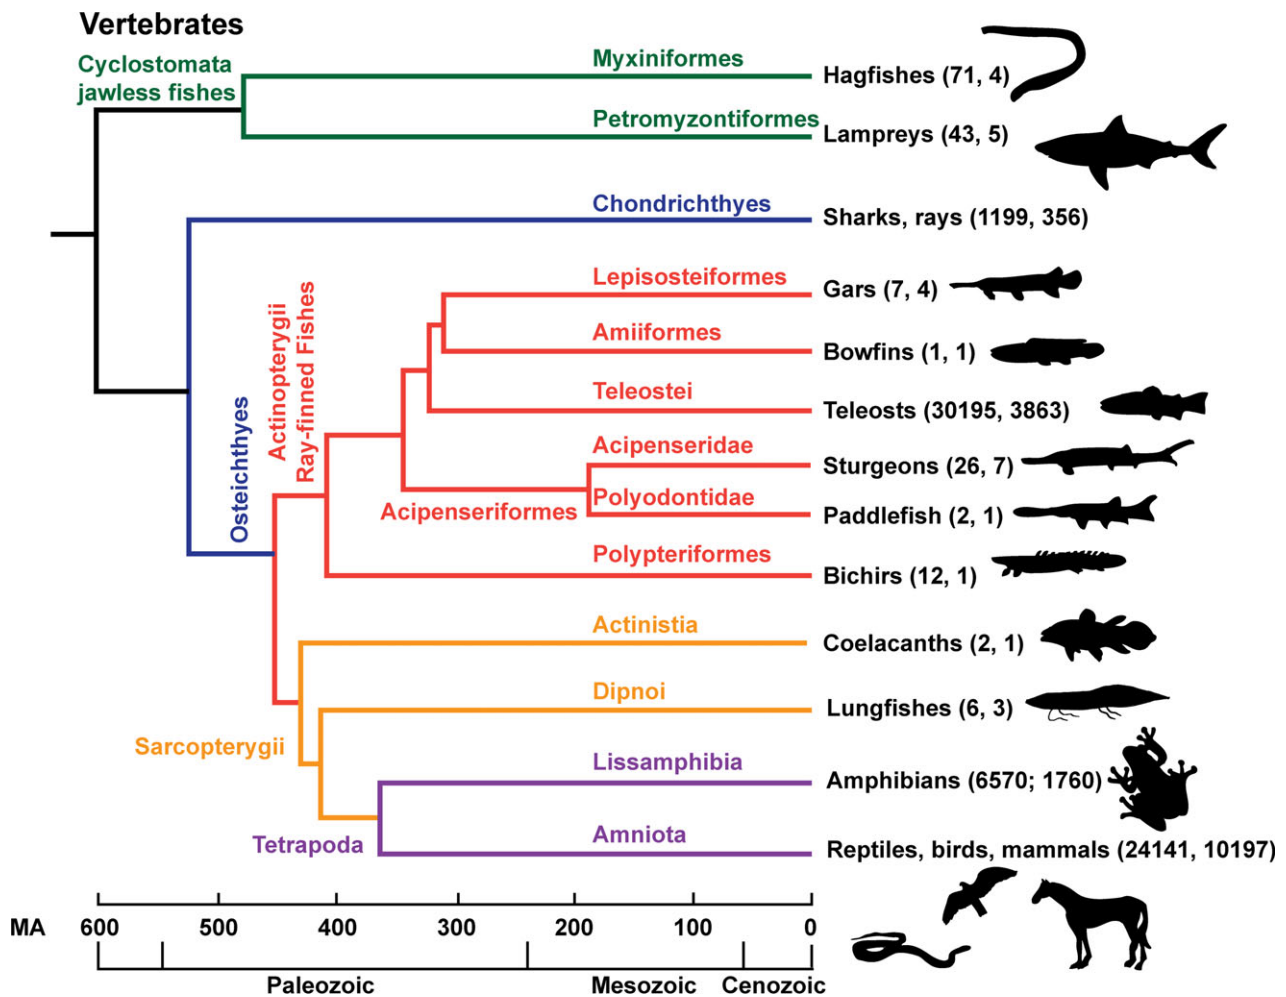 Vertebrates
Cyclostomata
jawless fishes
Myxiniformes
Hagfishes (71, 4)
Petromyzontiformes
Lampreys (43, 5)
Chondrichthyes
Sharks, rays (1199, 356)
Osteichthyes
Actinopterygii
Ray-finned Fishes
Lepisosteiformes
Gars (7, 4)
Amiiformes
Bowfins (1, 1)
Teleostei
Teleosts (30195, 3863)
Acipenseridae
Sturgeons (26, 7)
Acipenseriformes
Polyodontidae
Paddlefish (2, 1)
Polypteriformes
Bichirs (12, 1)
Actinistia
Coelacanths (2, 1)
Dipnoi
Lungfishes (6, 3)
Sarcopterygii
Lissamphibia
Amphibians (6570; 1760)
Tetrapoda
Amniota
Reptiles, birds, mammals (24141, 10197)
MA 600 500 400 300 200 100 0
Paleozoic Mesozoic Cenozoic